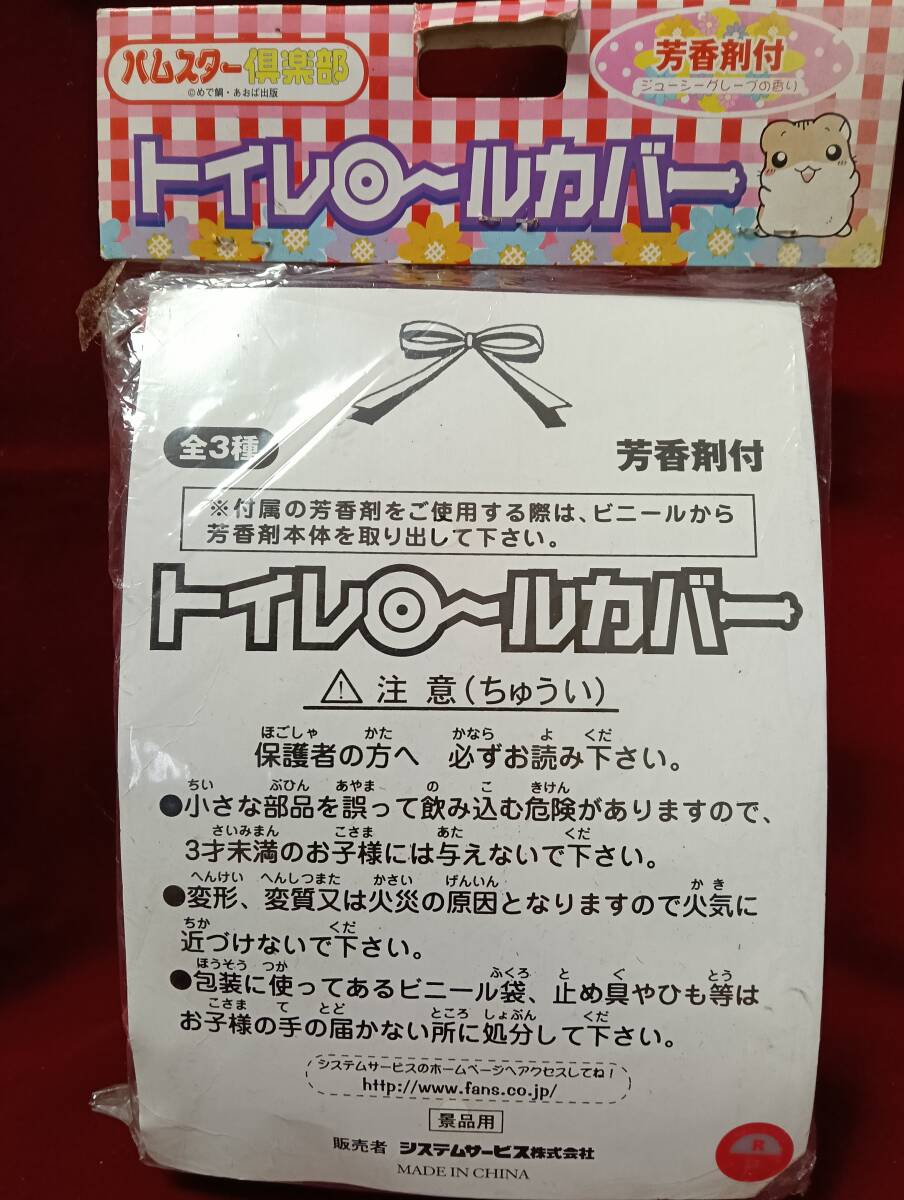 ハムスター倶楽部
©めで鯛・あおば出版
芳香剤付
ジューシーグレープの香り
トイレロールカバー
全3種
芳香剤付
※付属の芳香剤をご使用する際は、ビニールから
芳香剤本体を取り出して下さい。
トイレロールカバー
⚠ 注意(ちゅうい)
ほごしゃ かた かなら よ くだ
保護者の方へ 必ずお読み下さい。
ちい ぶひん あやま の こ きけん
●小さな部品を誤って飲み込む危険がありますので、
さいみまん こさま あた くだ
3才未満のお子様には与えないで下さい。
へんけい へんしつまた かさい げんいん かき
●変形、変質又は火災の原因となりますので火気に
ちか くだ
近づけないで下さい。
ほうそう つか ふくろ と ぐ とう
●包装に使ってあるビニール袋、止め具やひも等は
こさま て とど ところ しょぶん くだ
お子様の手の届かない所に処分して下さい。
システムサービスのホームページへアクセスしてね!
http://www.fans.co.jp/
景品用
販売者 システムサービス株式会社
MADE IN CHINA
R